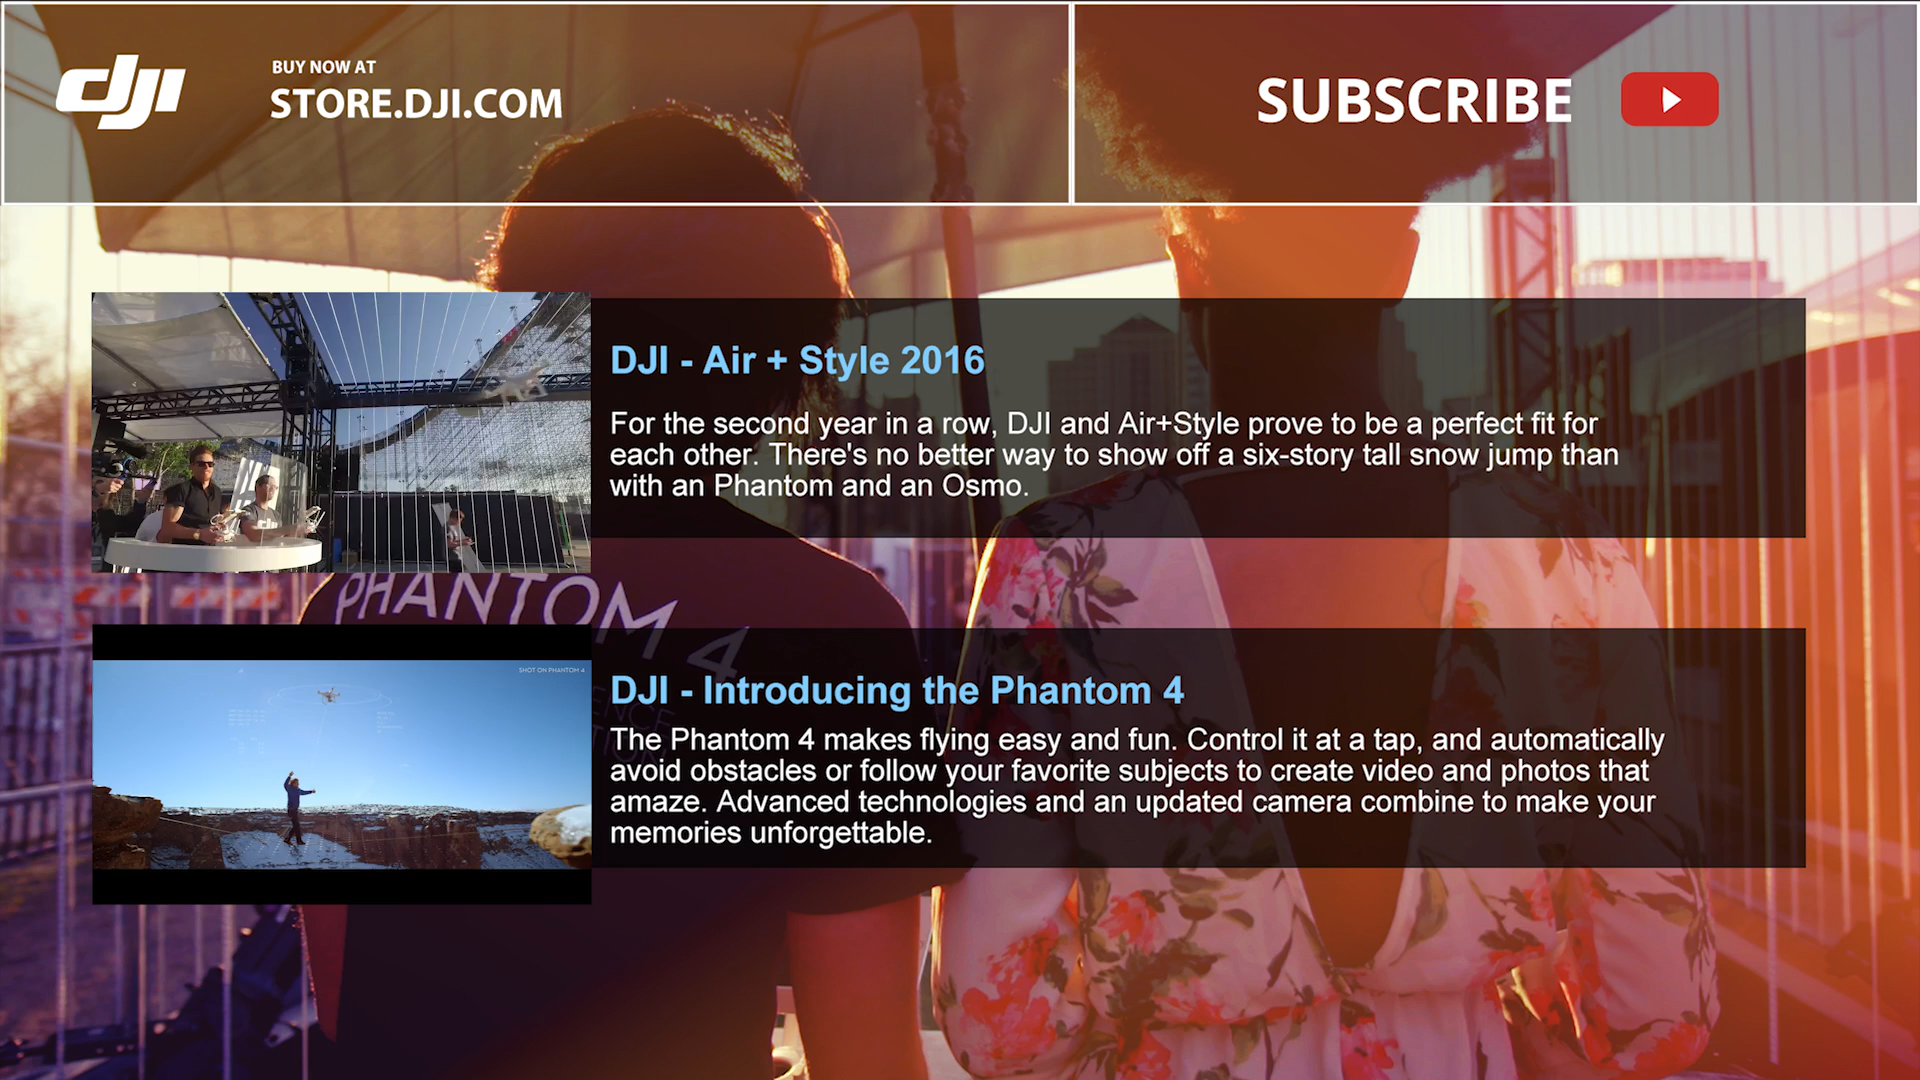 dji
BUY NOW AT
STORE.DJI.COM
SUBSCRIBE
DJI - Air + Style 2016
For the second year in a row, DJI and Air+Style prove to be a perfect fit for
each other. There's no better way to show off a six-story tall snow jump than
with an Phantom and an Osmo.
PHANTOM 4
SHOT ON PHANTOM 4
DJI - Introducing the Phantom 4
The Phantom 4 makes flying easy and fun. Control it at a tap, and automatically
avoid obstacles or follow your favorite subjects to create video and photos that
amaze. Advanced technologies and an updated camera combine to make your
memories unforgettable.